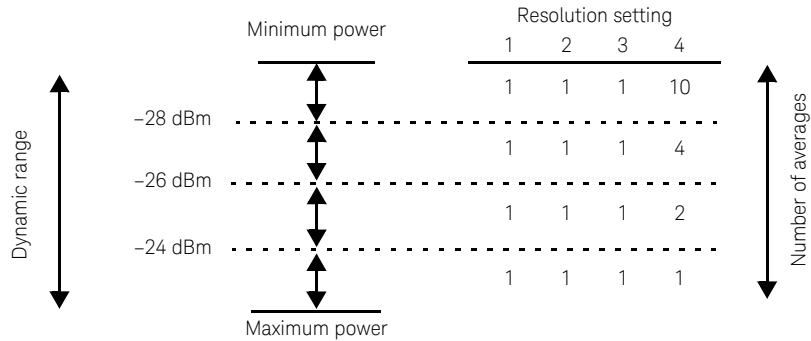 Minimum power
Resolution setting
1 2 3 4
1 1 1 10
–28 dBm
1 1 1 4
–26 dBm
1 1 1 2
–24 dBm
1 1 1 1
Maximum power
Dynamic range
Number of averages